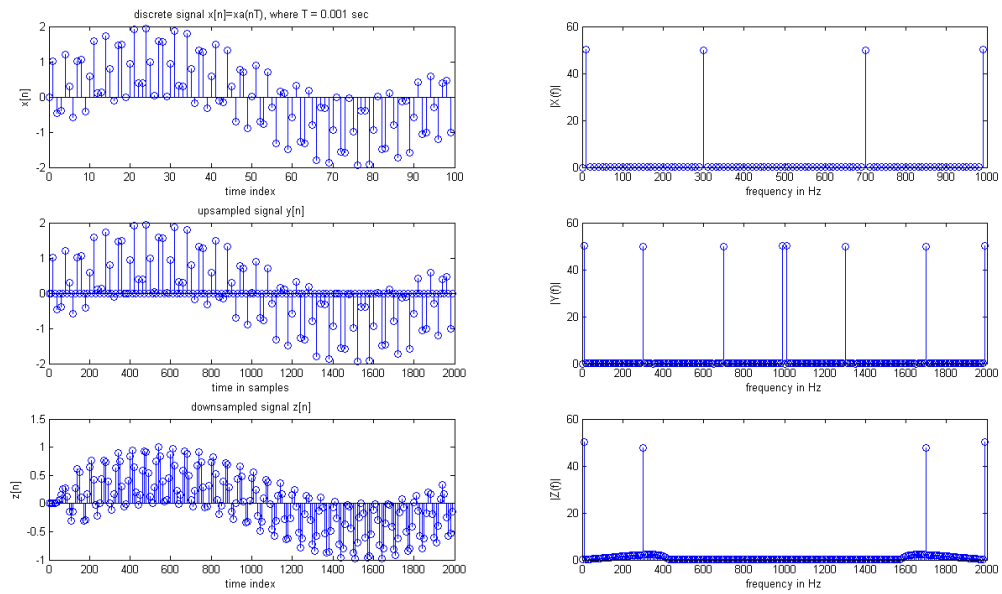 discrete signal x[n]=xa(nT), where T = 0.001 sec
x[n]
2
1
0
-1
-2
0 10 20 30 40 50 60 70 80 90 100
time index
|X(f)|
60
40
20
0
0 100 200 300 400 500 600 700 800 900 1000
frequency in Hz
upsampled signal y[n]
y[n]
2
1
0
-1
-2
0 200 400 600 800 1000 1200 1400 1600 1800 2000
time in samples
|Y(f)|
60
40
20
0
0 200 400 600 800 1000 1200 1400 1600 1800 2000
frequency in Hz
downsampled signal z[n]
z[n]
1.5
1
0.5
0
-0.5
-1
0 200 400 600 800 1000 1200 1400 1600 1800 2000
time index
|Z(f)|
60
40
20
0
0 200 400 600 800 1000 1200 1400 1600 1800 2000
frequency in Hz